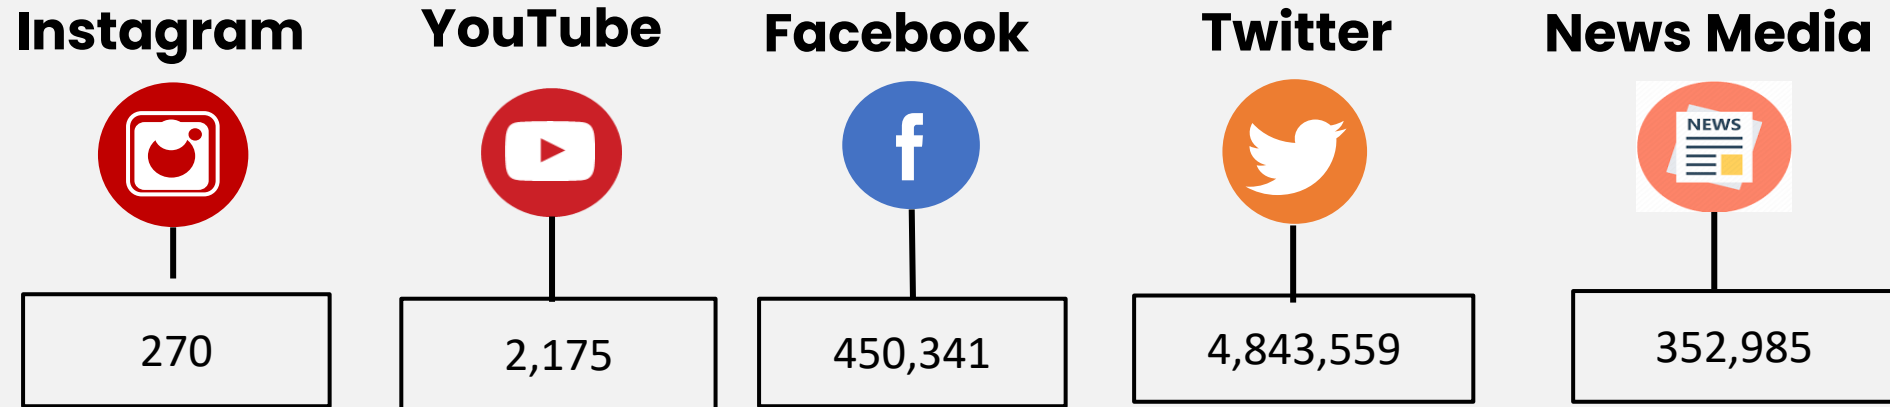 Instagram
YouTube
Facebook
Twitter
News Media
NEWS
270
2,175
450,341
4,843,559
352,985